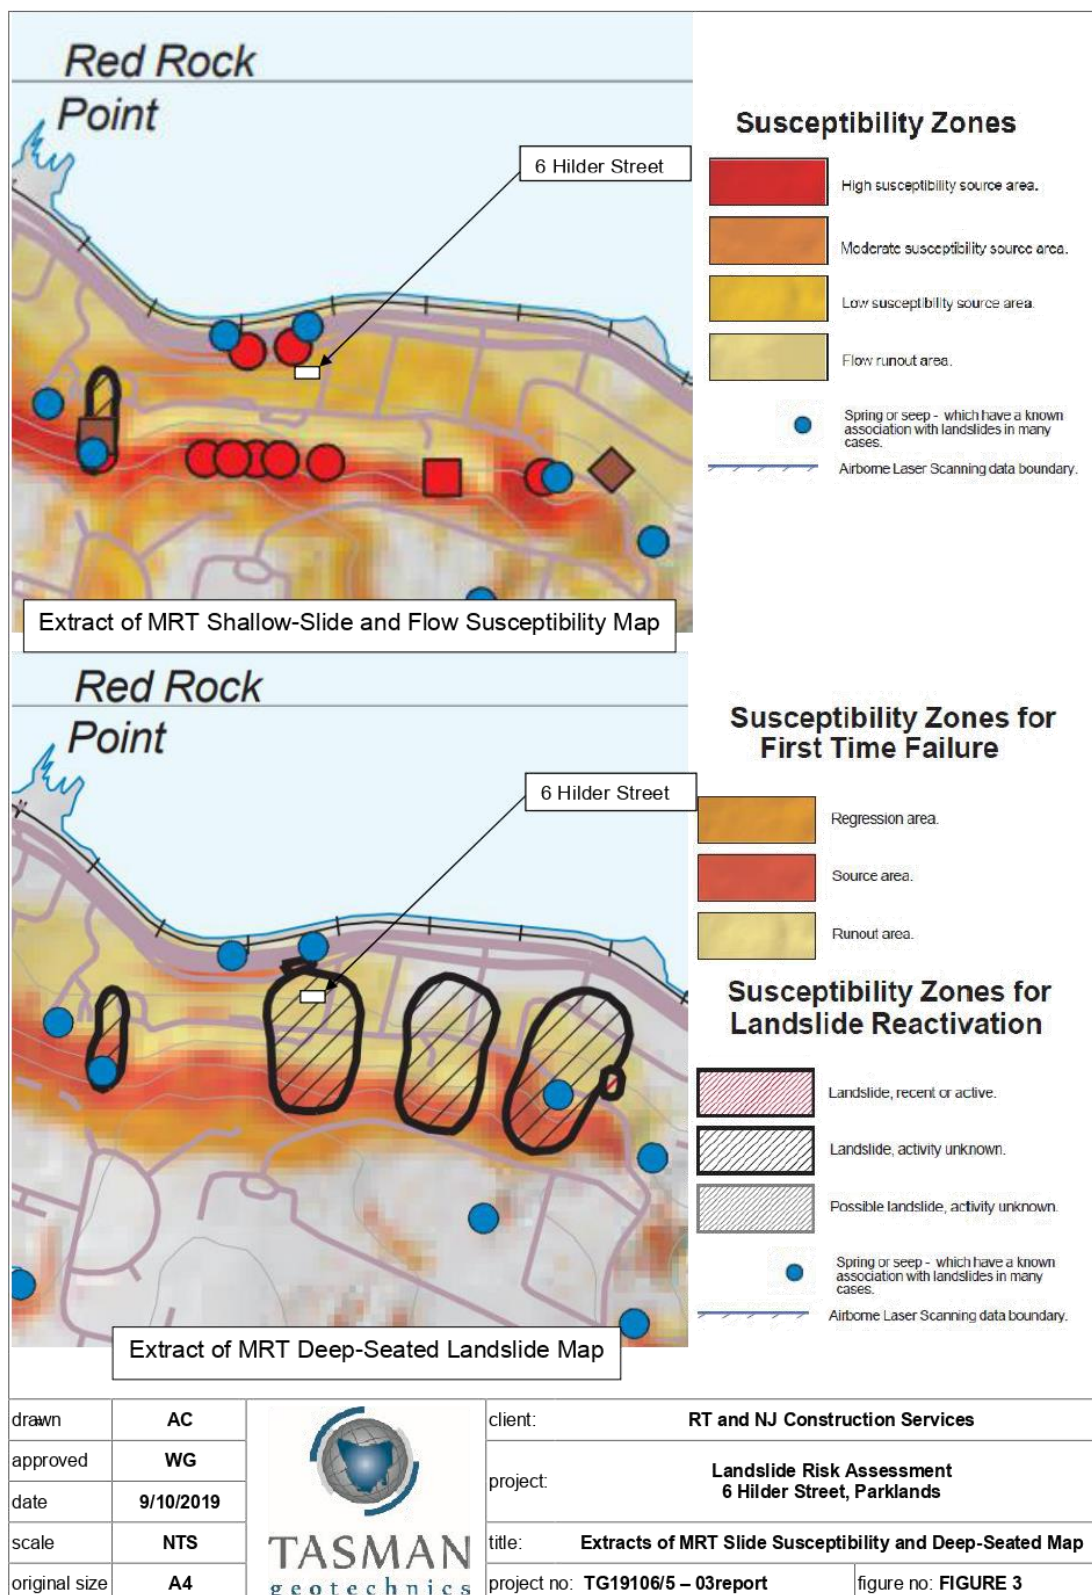 Red Rock
Point
6 Hilder Street
Extract of MRT Shallow-Slide and Flow Susceptibility Map
Susceptibility Zones
High susceptibility source area.
Moderate susceptibility source area.
Low susceptibility source area.
Flow runout area.
Spring or seep - which have a known
association with landslides in many
cases.
Airborne Laser Scanning data boundary.
Red Rock
Point
6 Hilder Street
Extract of MRT Deep-Seated Landslide Map
Susceptibility Zones for
First Time Failure
Regression area.
Source area.
Runout area.
Susceptibility Zones for
Landslide Reactivation
Landslide, recent or active.
Landslide, activity unknown.
Possible landslide, activity unknown.
Spring or seep - which have a known
association with landslides in many
cases.
Airborne Laser Scanning data boundary.
drawn AC
approved WG
date 9/10/2019
scale NTS
original size A4
TASMAN
geotechnics
client: RT and NJ Construction Services
project: Landslide Risk Assessment
6 Hilder Street, Parklands
title: Extracts of MRT Slide Susceptibility and Deep-Seated Map
project no: TG19106/5 – 03report figure no: FIGURE 3